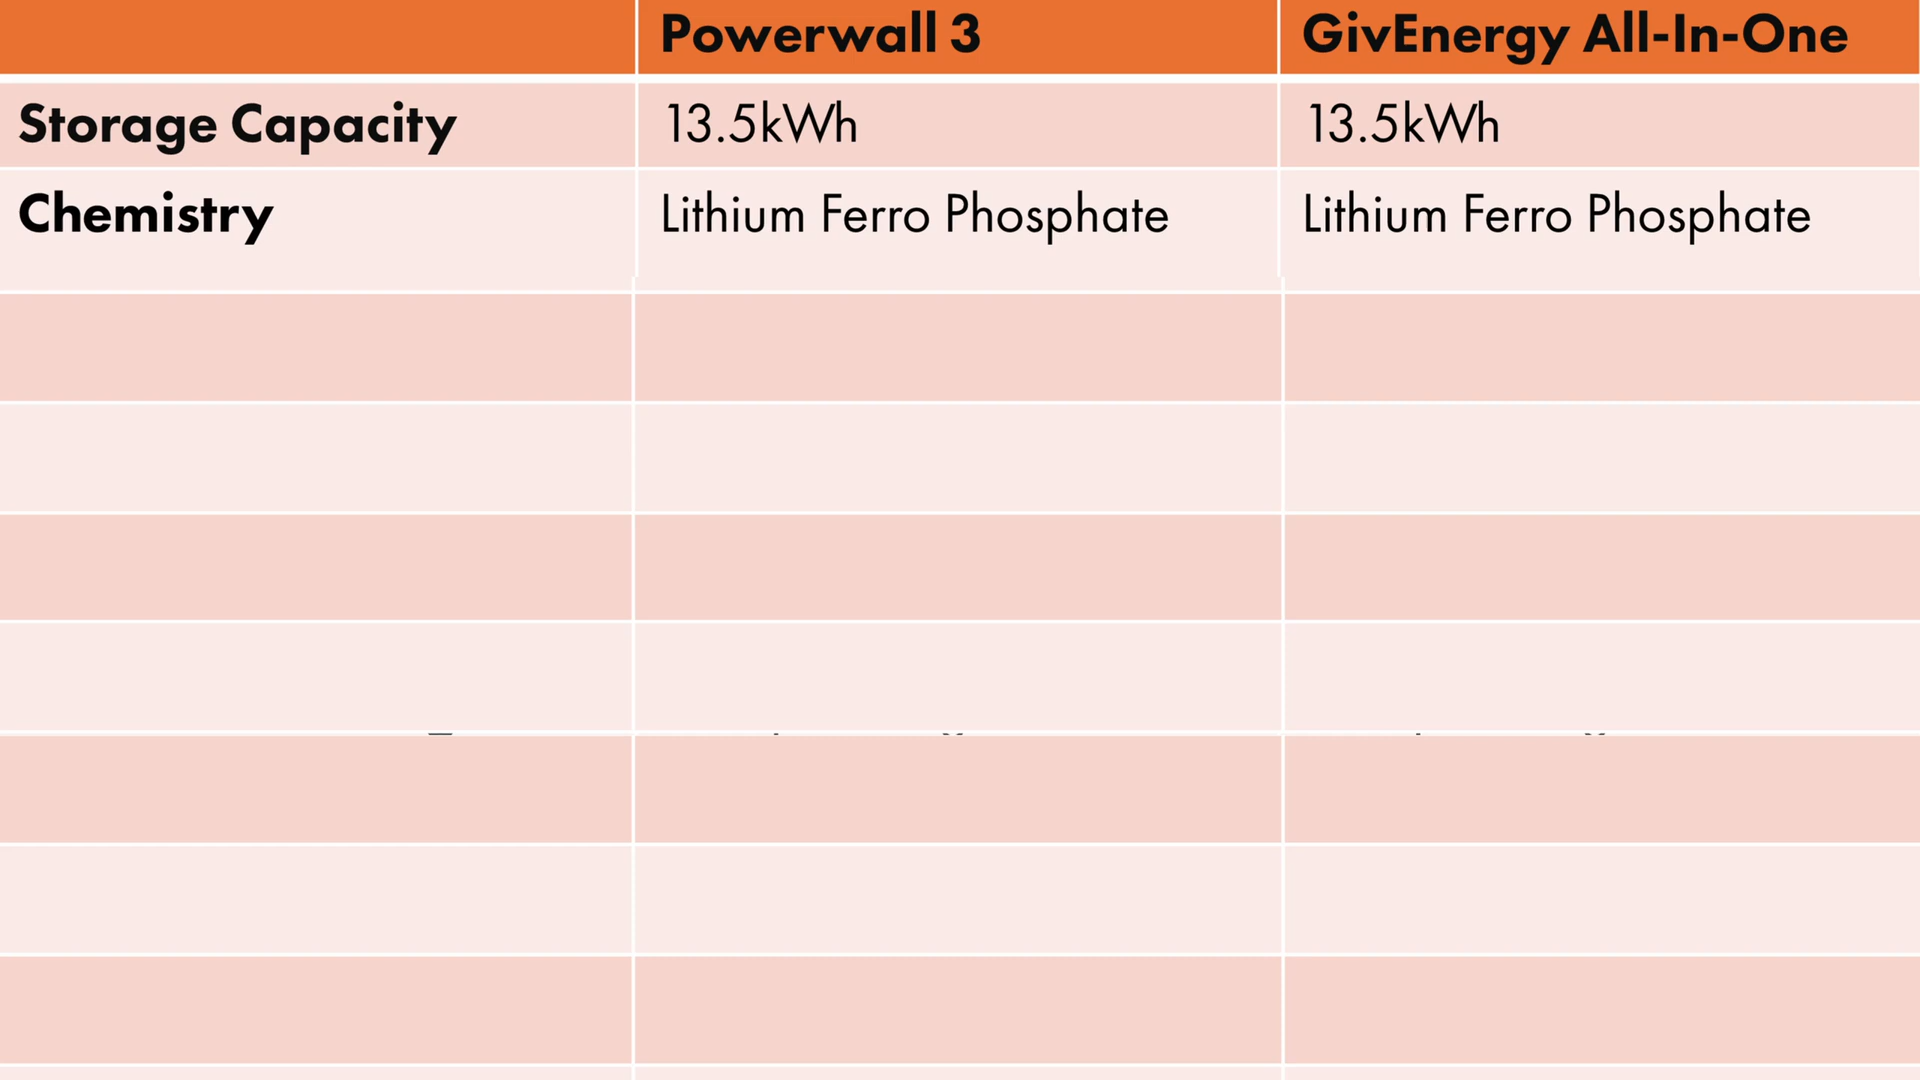 Powerwall 3 GivEnergy All-In-One
Storage Capacity 13.5kWh 13.5kWh
Chemistry Lithium Ferro Phosphate Lithium Ferro Phosphate